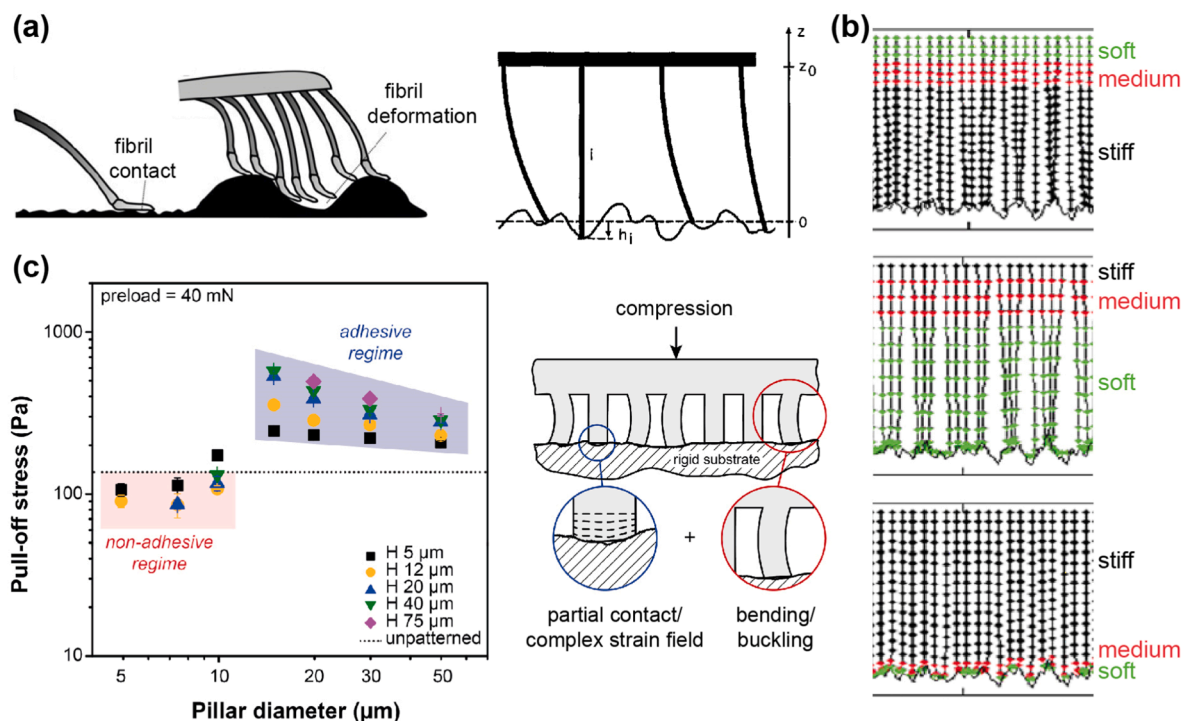 (a)
fibril
contact
fibril
deformation
z
z0
i
0
hi
(b)
soft
medium
stiff
stiff
medium
soft
stiff
medium
soft
(c)
preload = 40 mN
adhesive
regime
non-adhesive
regime
1000
100
10
Pull-off stress (Pa)
H 5 µm
H 12 µm
H 20 µm
H 40 µm
H 75 µm
unpatterned
5
10
20
30
50
Pillar diameter (µm)
compression
rigid substrate
+
partial contact/
complex strain field
bending/
buckling